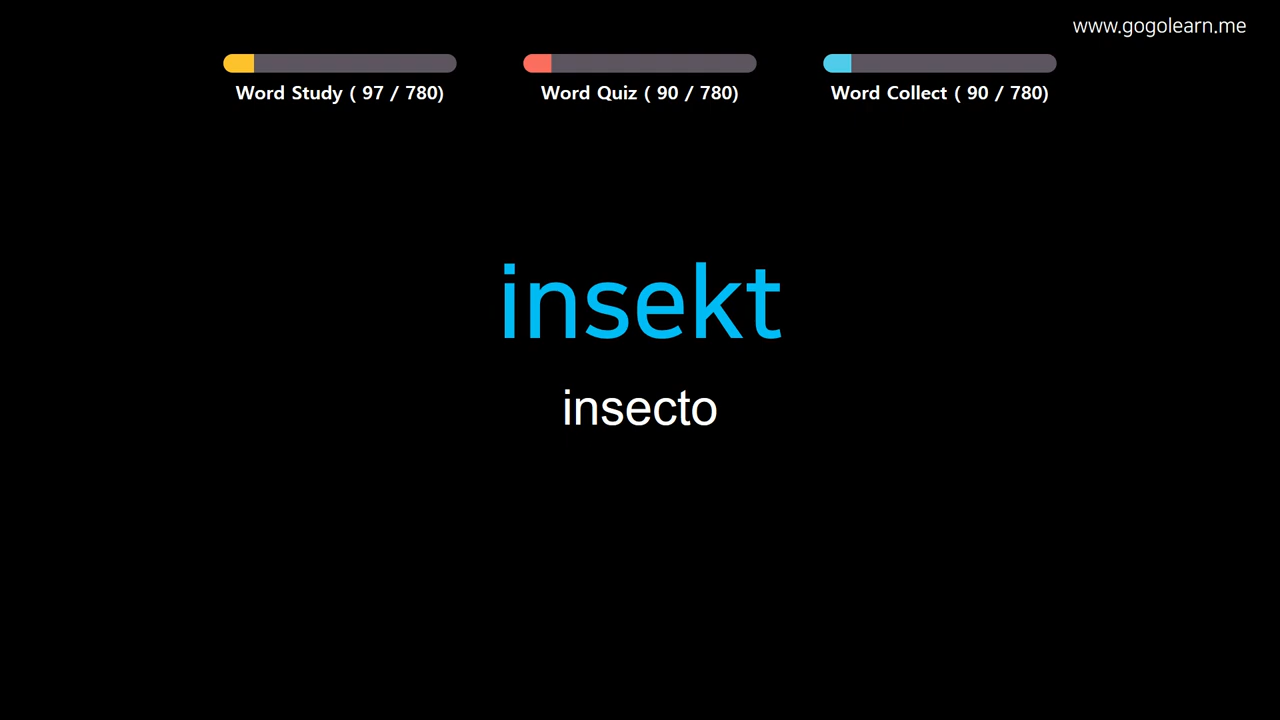 www.gogolearn.me
Word Study ( 97 / 780)
Word Quiz ( 90 / 780)
Word Collect ( 90 / 780)
insekt
insecto